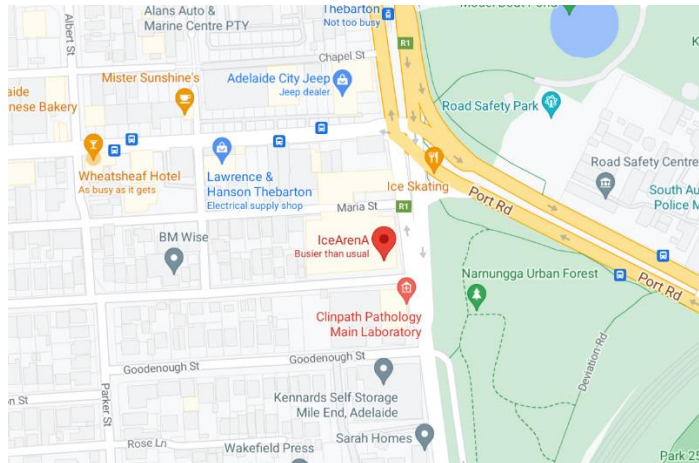 Alans Auto &
Marine Centre PTY
Thebarton
Not too busy
Albert St
Chapel St
R1
Mister Sunshine's
Adelaide City Jeep
Jeep dealer
Road Safety Park
aide
nese Bakery
Wheatsheaf Hotel
As busy as it gets
Lawrence &
Hanson Thebarton
Electrical supply shop
Ice Skating
Road Safety Centre
South Au
Police M
Port Rd
Maria St
R1
BM Wise
IceArenA
Busier than usual
Narnungga Urban Forest
Port Rd
Clinpath Pathology
Main Laboratory
Deviation Rd
Goodenough St
Parker St
on St
Kennards Self Storage
Mile End, Adelaide
Rose Ln
Wakefield Press
Sarah Homes
Park 25